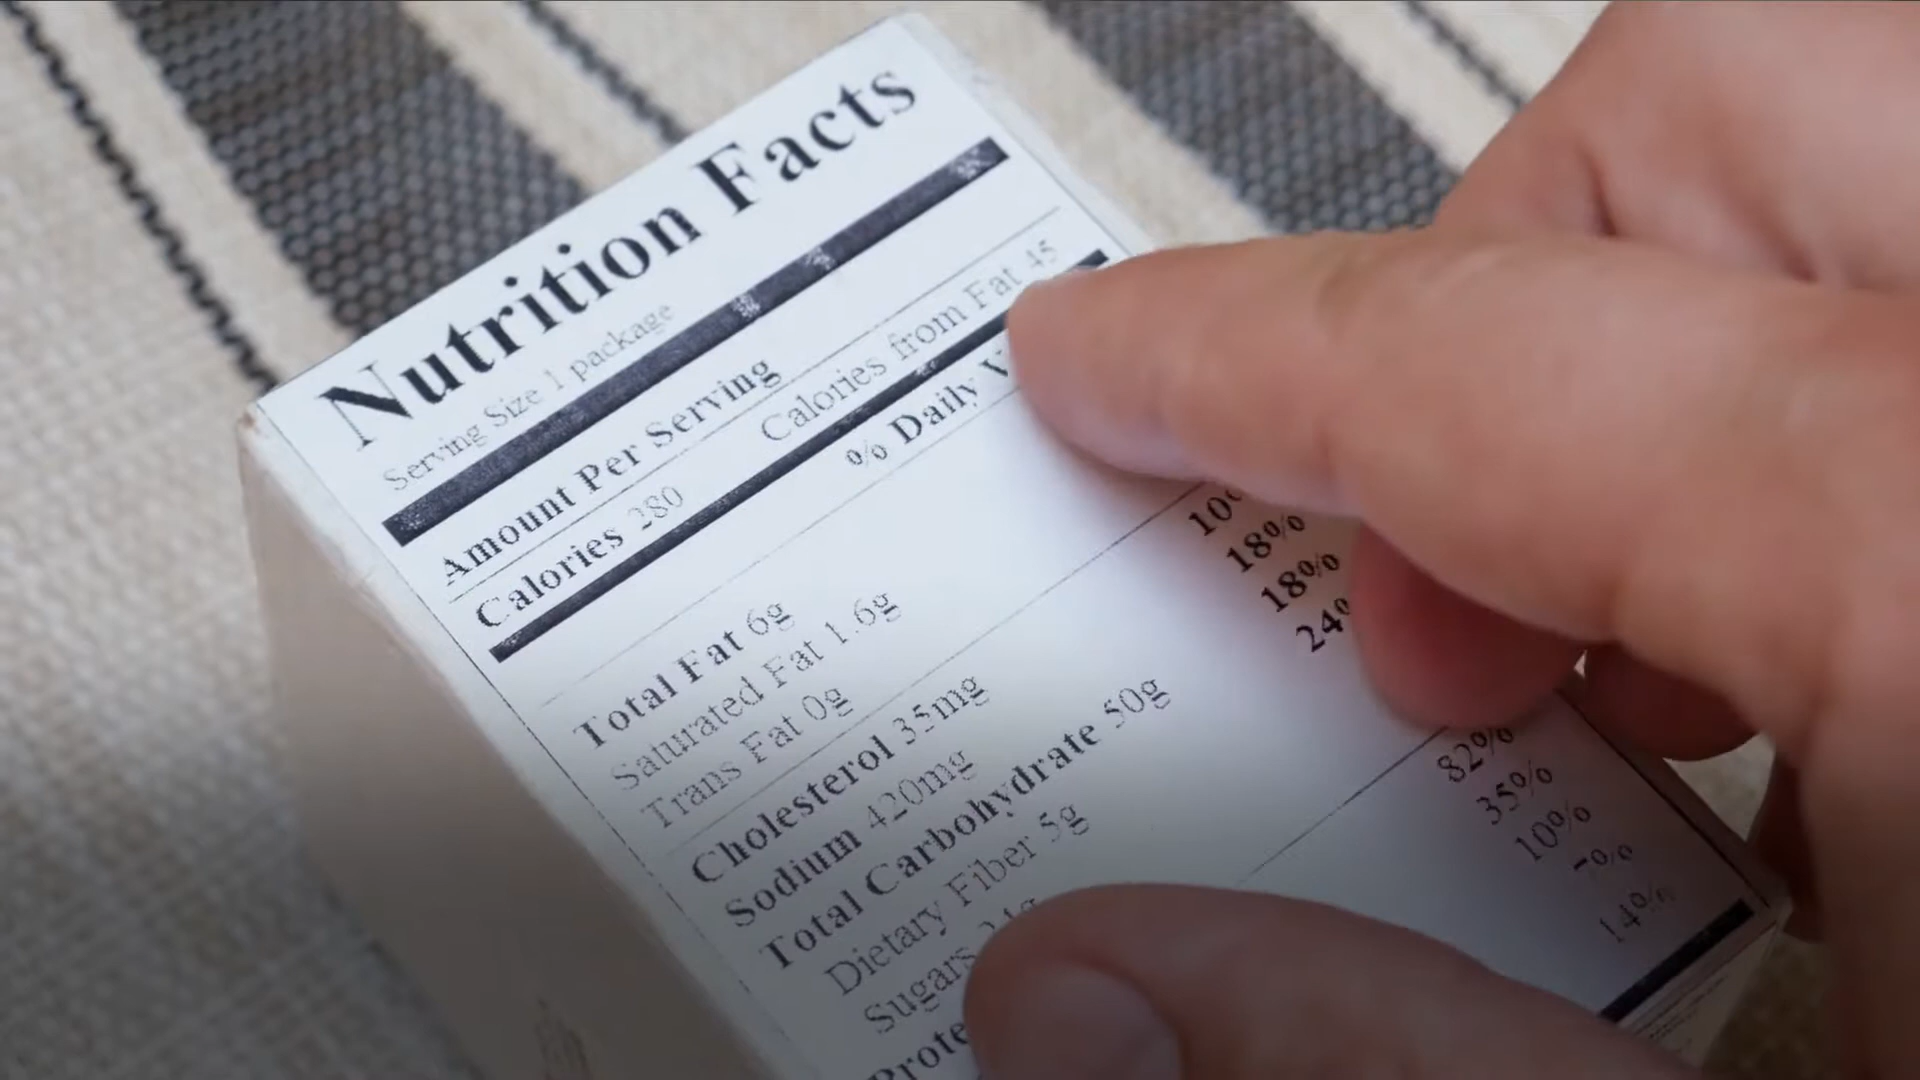 Nutrition Facts
Serving Size 1 package
Amount Per Serving
Calories 280 Calories from Fat 45
% Daily
Total Fat 6g
Saturated Fat 1.6g 18%
Trans Fat 0g 18%
Cholesterol 35mg
Sodium 420mg
Total Carbohydrate 50g 82%
Dietary Fiber 5g 35%
Sugars 10%
7%
14%